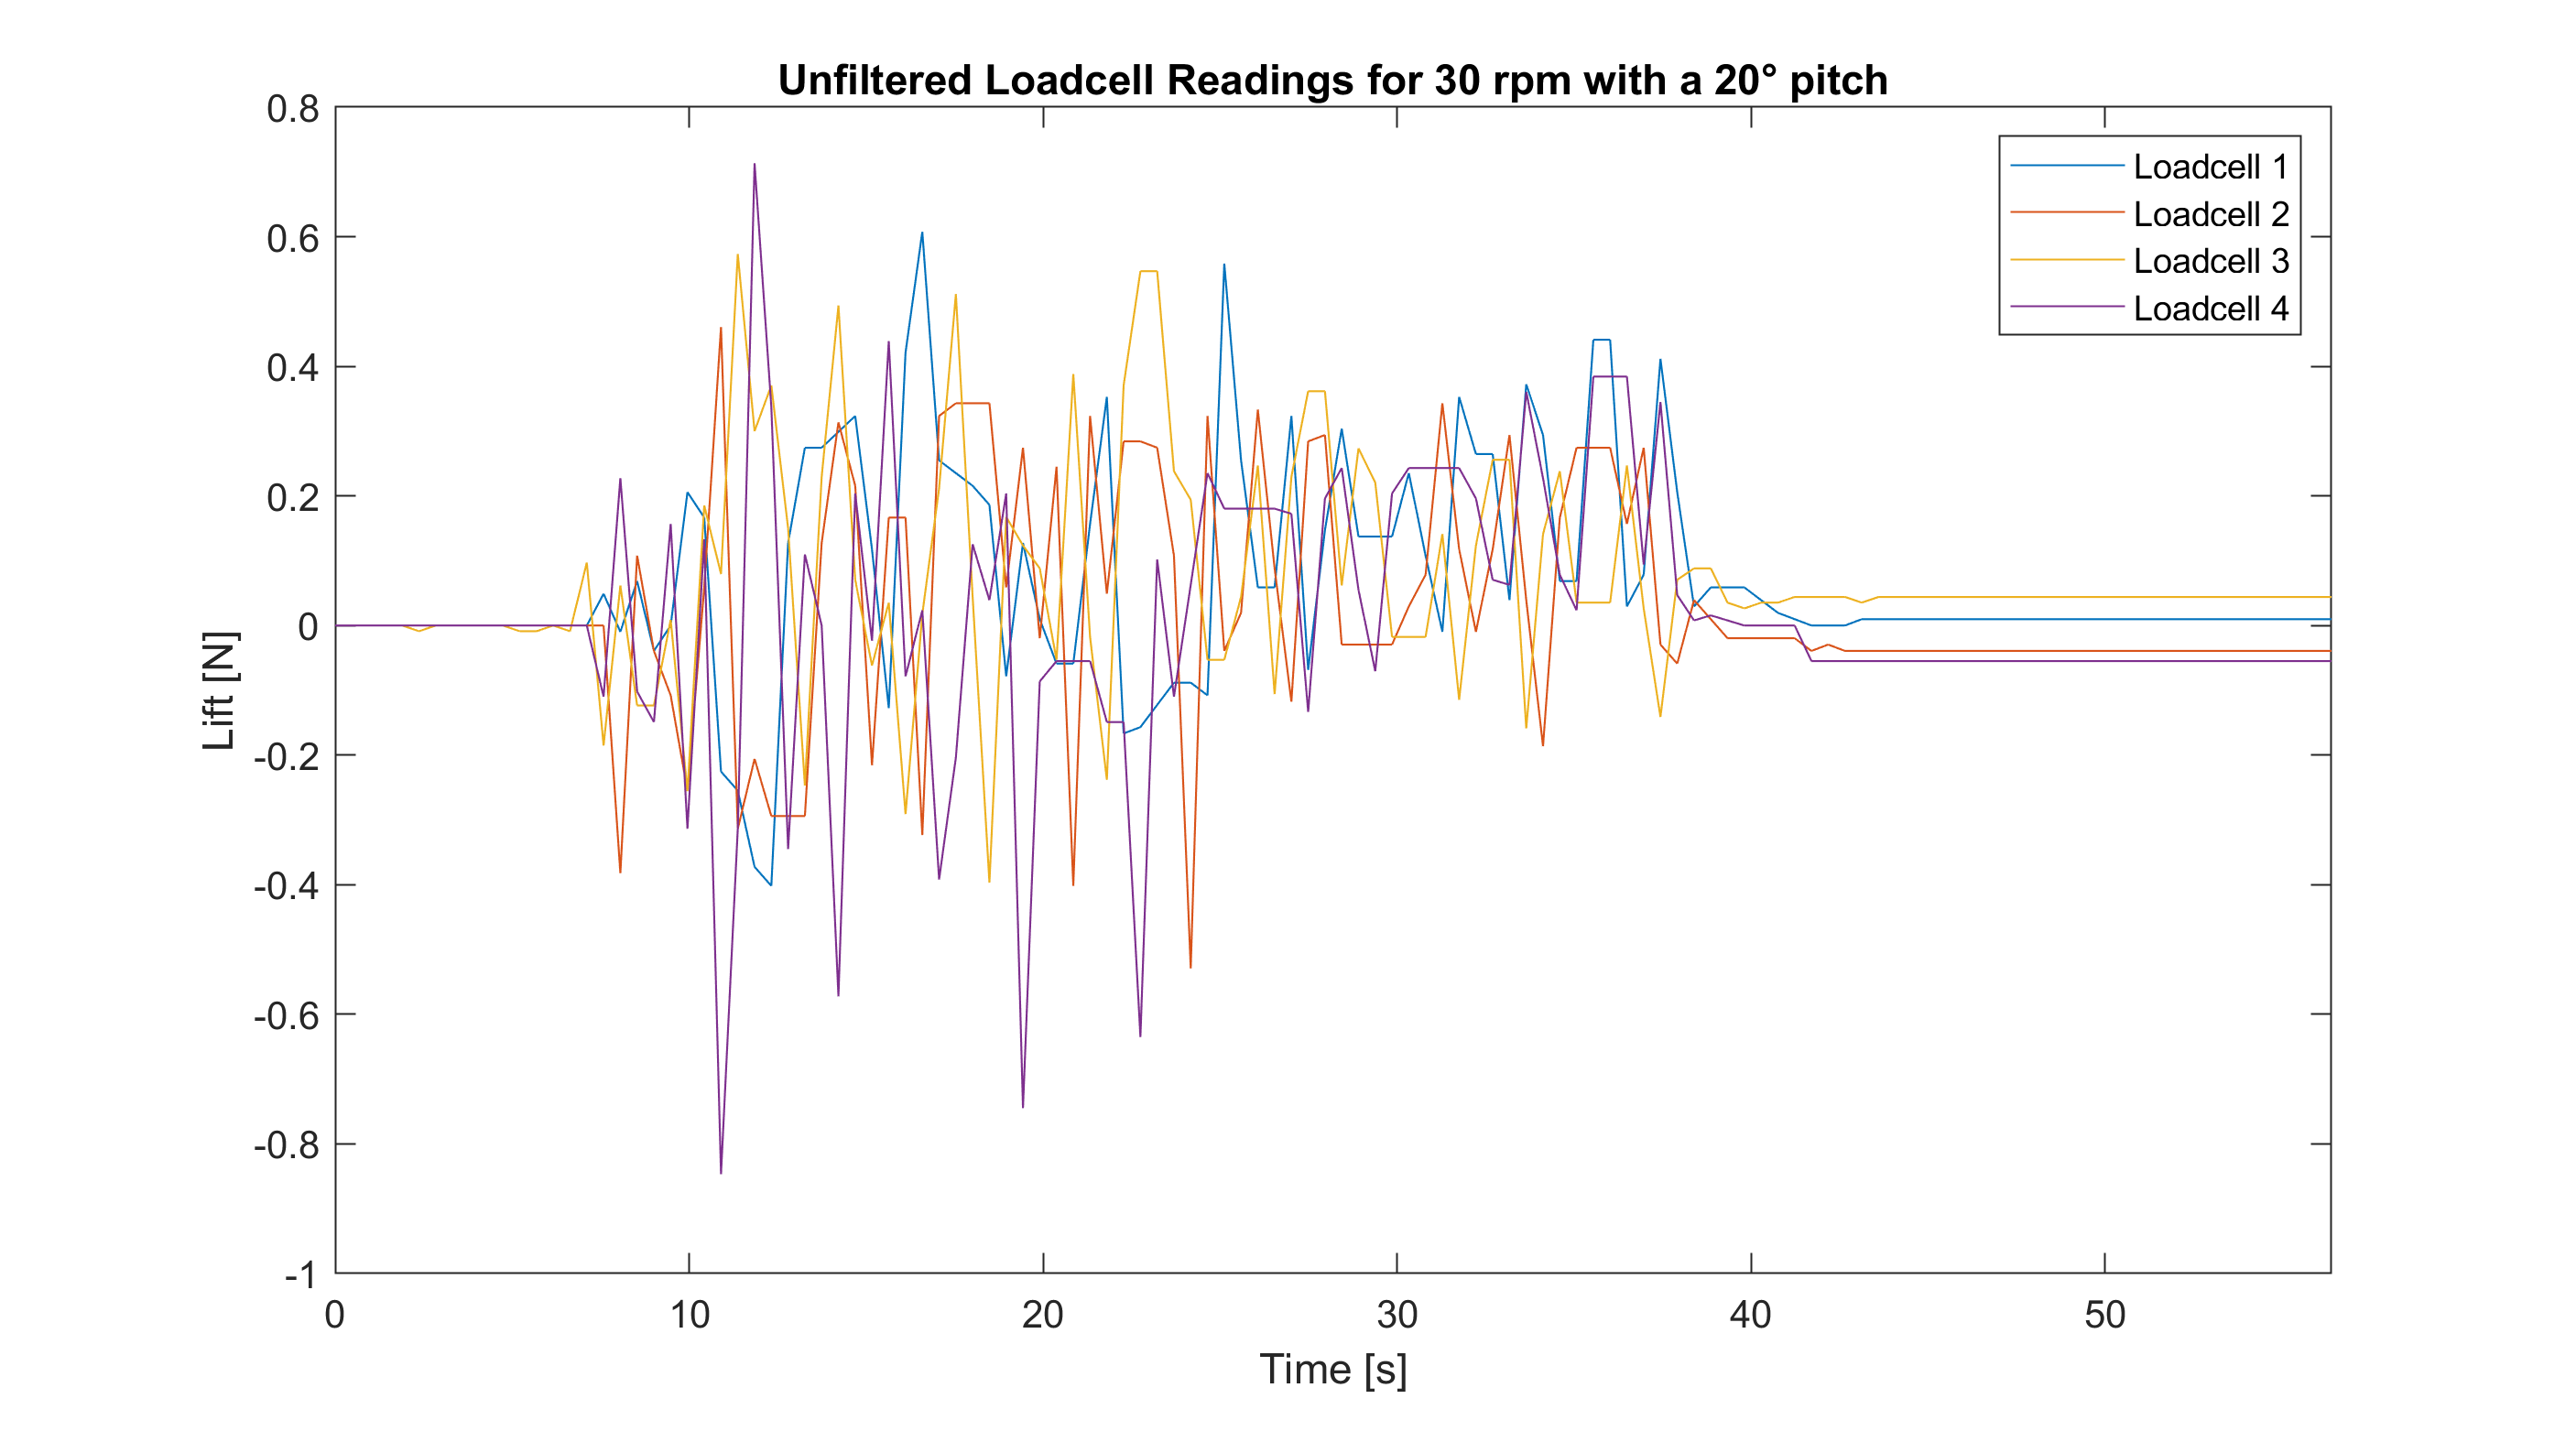 Unfiltered Loadcell Readings for 30 rpm with a 20° pitch
0.8
0.6
0.4
0.2
0
-0.2
-0.4
-0.6
-0.8
-1
Lift [N]
Loadcell 1
Loadcell 2
Loadcell 3
Loadcell 4
0 10 20 30 40 50
Time [s]